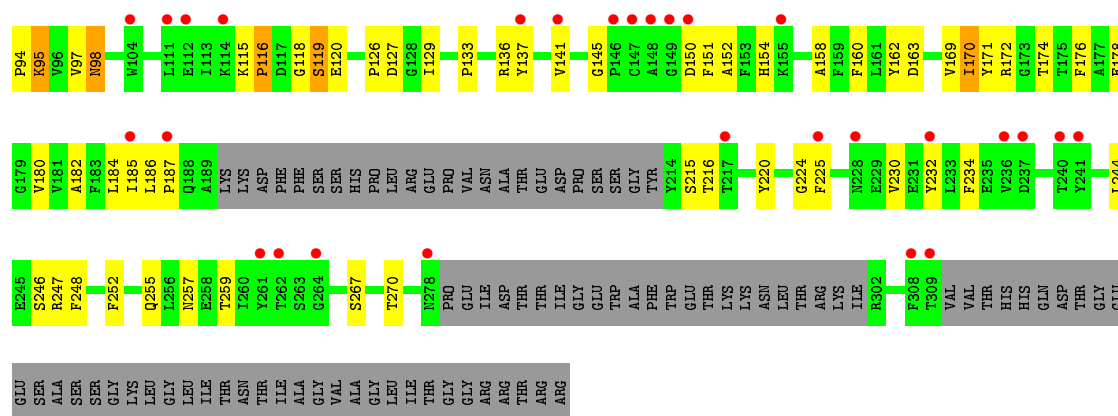 P94 K95 V96 V97 N98 W104 L111 E112 I113 K114 K115 P116 D117 G118 S119 E120 P126 D127 G128 I129 P133 R136 Y137 V141 G145 P146 C147 A148 G149 D150 F151 A152 F153 H154 K155 A158 F159 F160 L161 Y162 D163 V169 I170 Y171 R172 G173 T174 T175 F176 A177
G179 V180 V181 A182 F183 L184 I185 L186 P187 Q188 A189 LYS LYS ASP PHE PHE SER SER HIS PRO LEU ARG GLU PRO VAL ASN ALA THR GLU ASP PRO SER SER GLY TYR Y214 S215 T216 T217 Y220 G224 F225 N228 E229 V230 E231 Y232 L233 F234 E235 V236 D237 T240 Y241 L244
E245 S246 R247 F248 F252 Q255 L256 N257 E258 T259 I260 Y261 T262 S263 G264 S267 T270 N278 PRO GLU ILE ASP THR THR ILE GLY GLU TRP ALA PHE TRP GLU THR LYS LYS ASN LEU THR ARG LYS ILE R302 F308 T309 VAL VAL THR HIS HIS GLN ASP THR GLY GLU
GLU SER ALA SER SER GLY LYS LEU GLY LEU ILE THR ASN THR ILE ALA GLY VAL ALA GLY LEU ILE THR GLY GLY ARG ARG THR ARG ARG